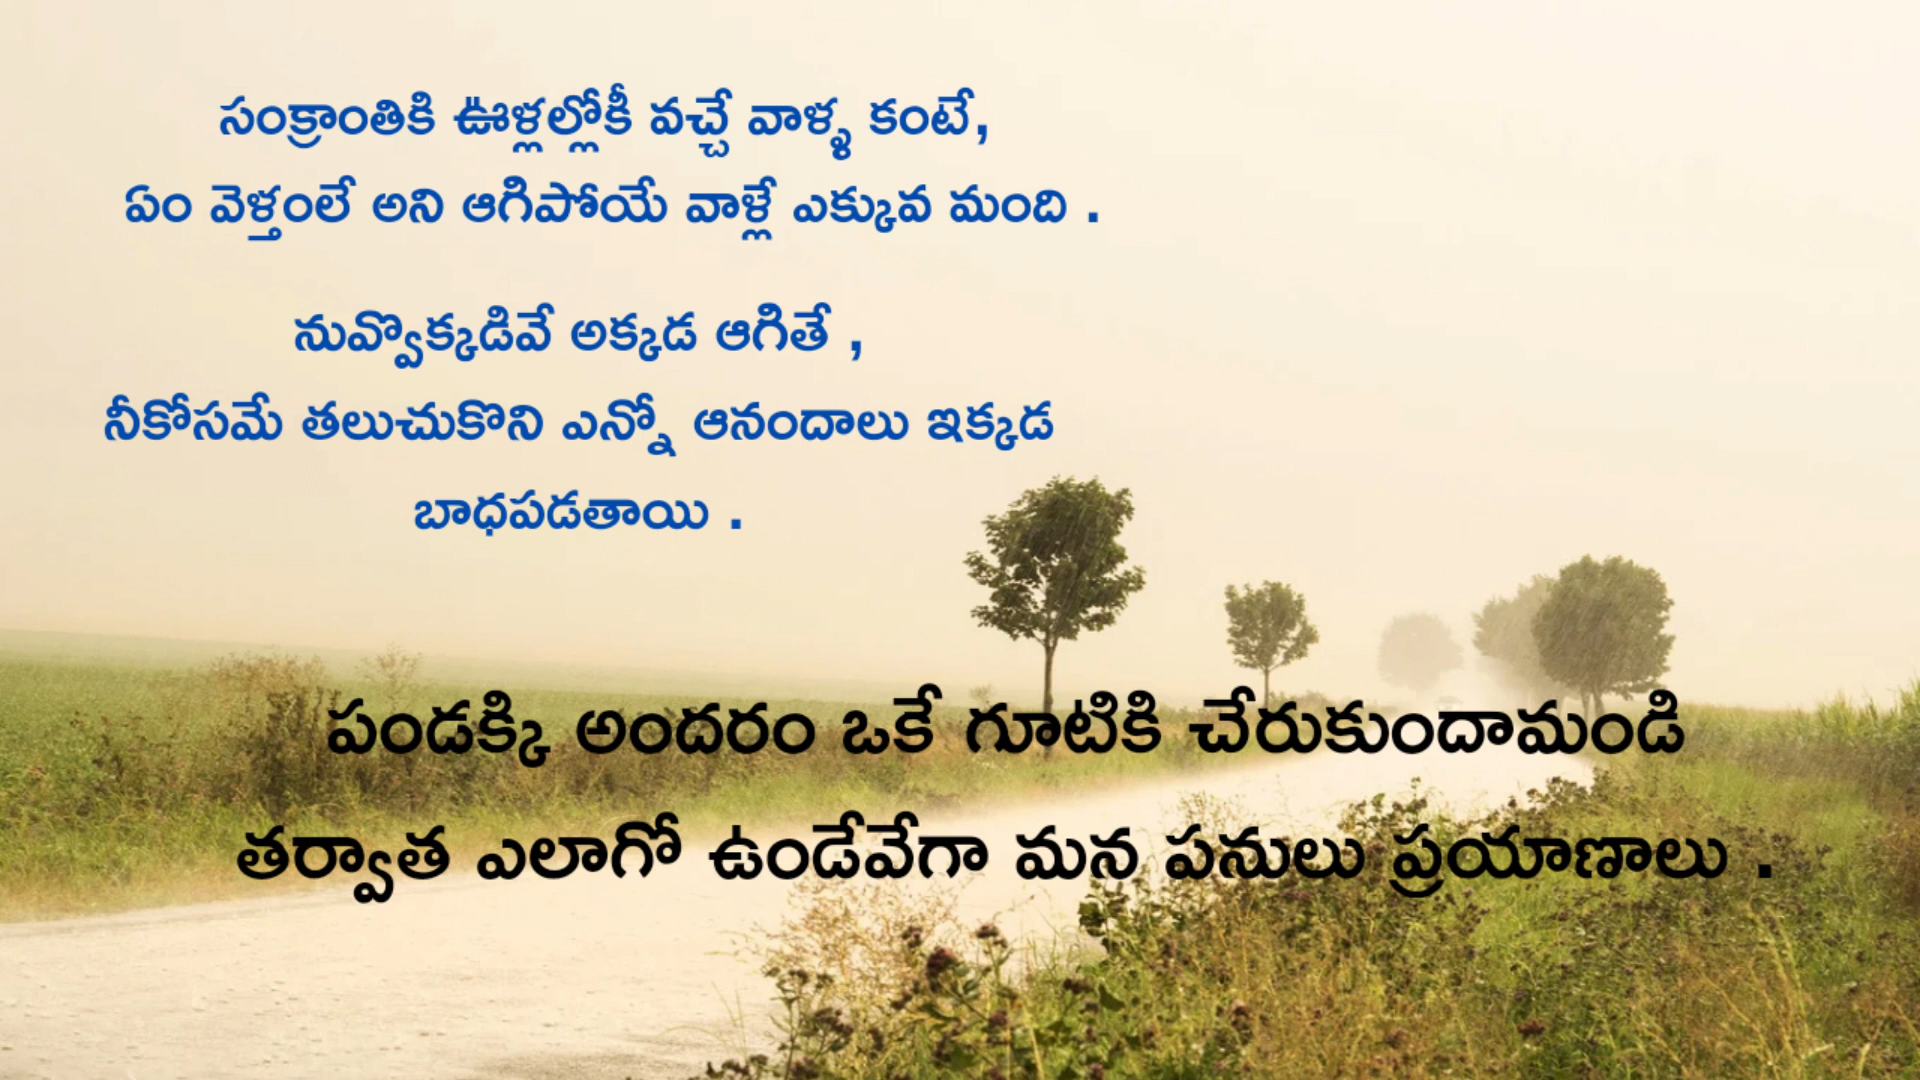 సంక్రాంతికి ఊళ్లల్లోకీ వచ్చే వాళ్ళ కంటే,
ఏం వెళ్తంలే అని ఆగిపోయే వాళ్లే ఎక్కువ మంది .
నువ్వొక్కడివే అక్కడ ఆగితే ,
నీకోసమే తలుచుకొని ఎన్నో ఆనందాలు ఇక్కడ
బాధపడతాయి .
పండక్కి అందరం ఒకే గూటికి చేరుకుందామండి
తర్వాత ఎలాగో ఉండేవేగా మన పనులు ప్రయాణాలు .